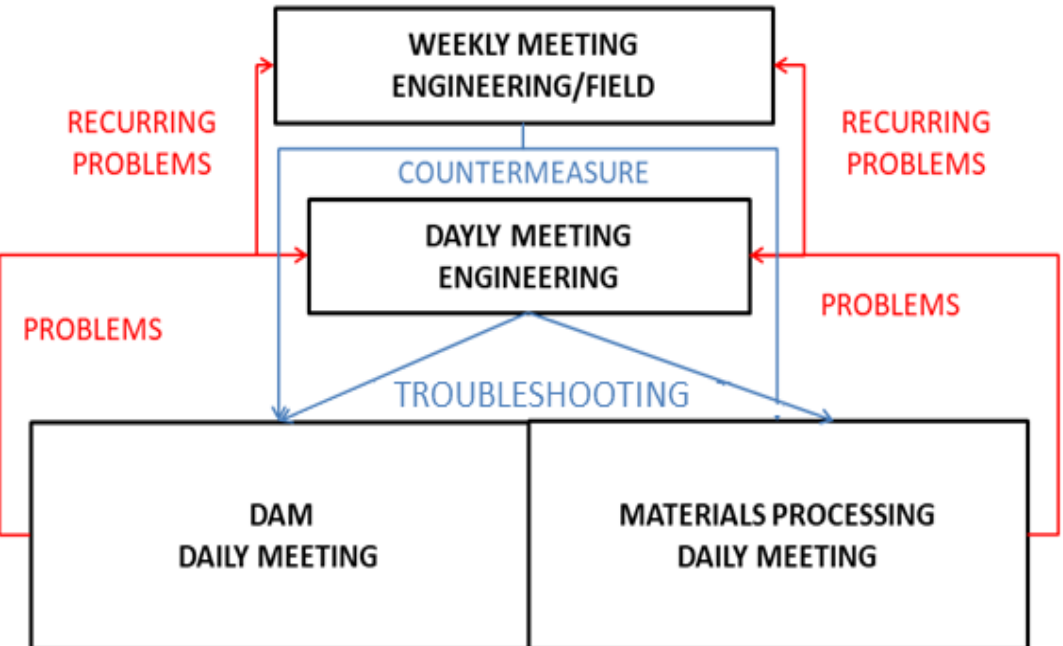 WEEKLY MEETING
ENGINEERING/FIELD
RECURRING
PROBLEMS
RECURRING
PROBLEMS
COUNTERMEASURE
DAYLY MEETING
ENGINEERING
PROBLEMS
PROBLEMS
TROUBLESHOOTING
DAM
DAILY MEETING
MATERIALS PROCESSING
DAILY MEETING